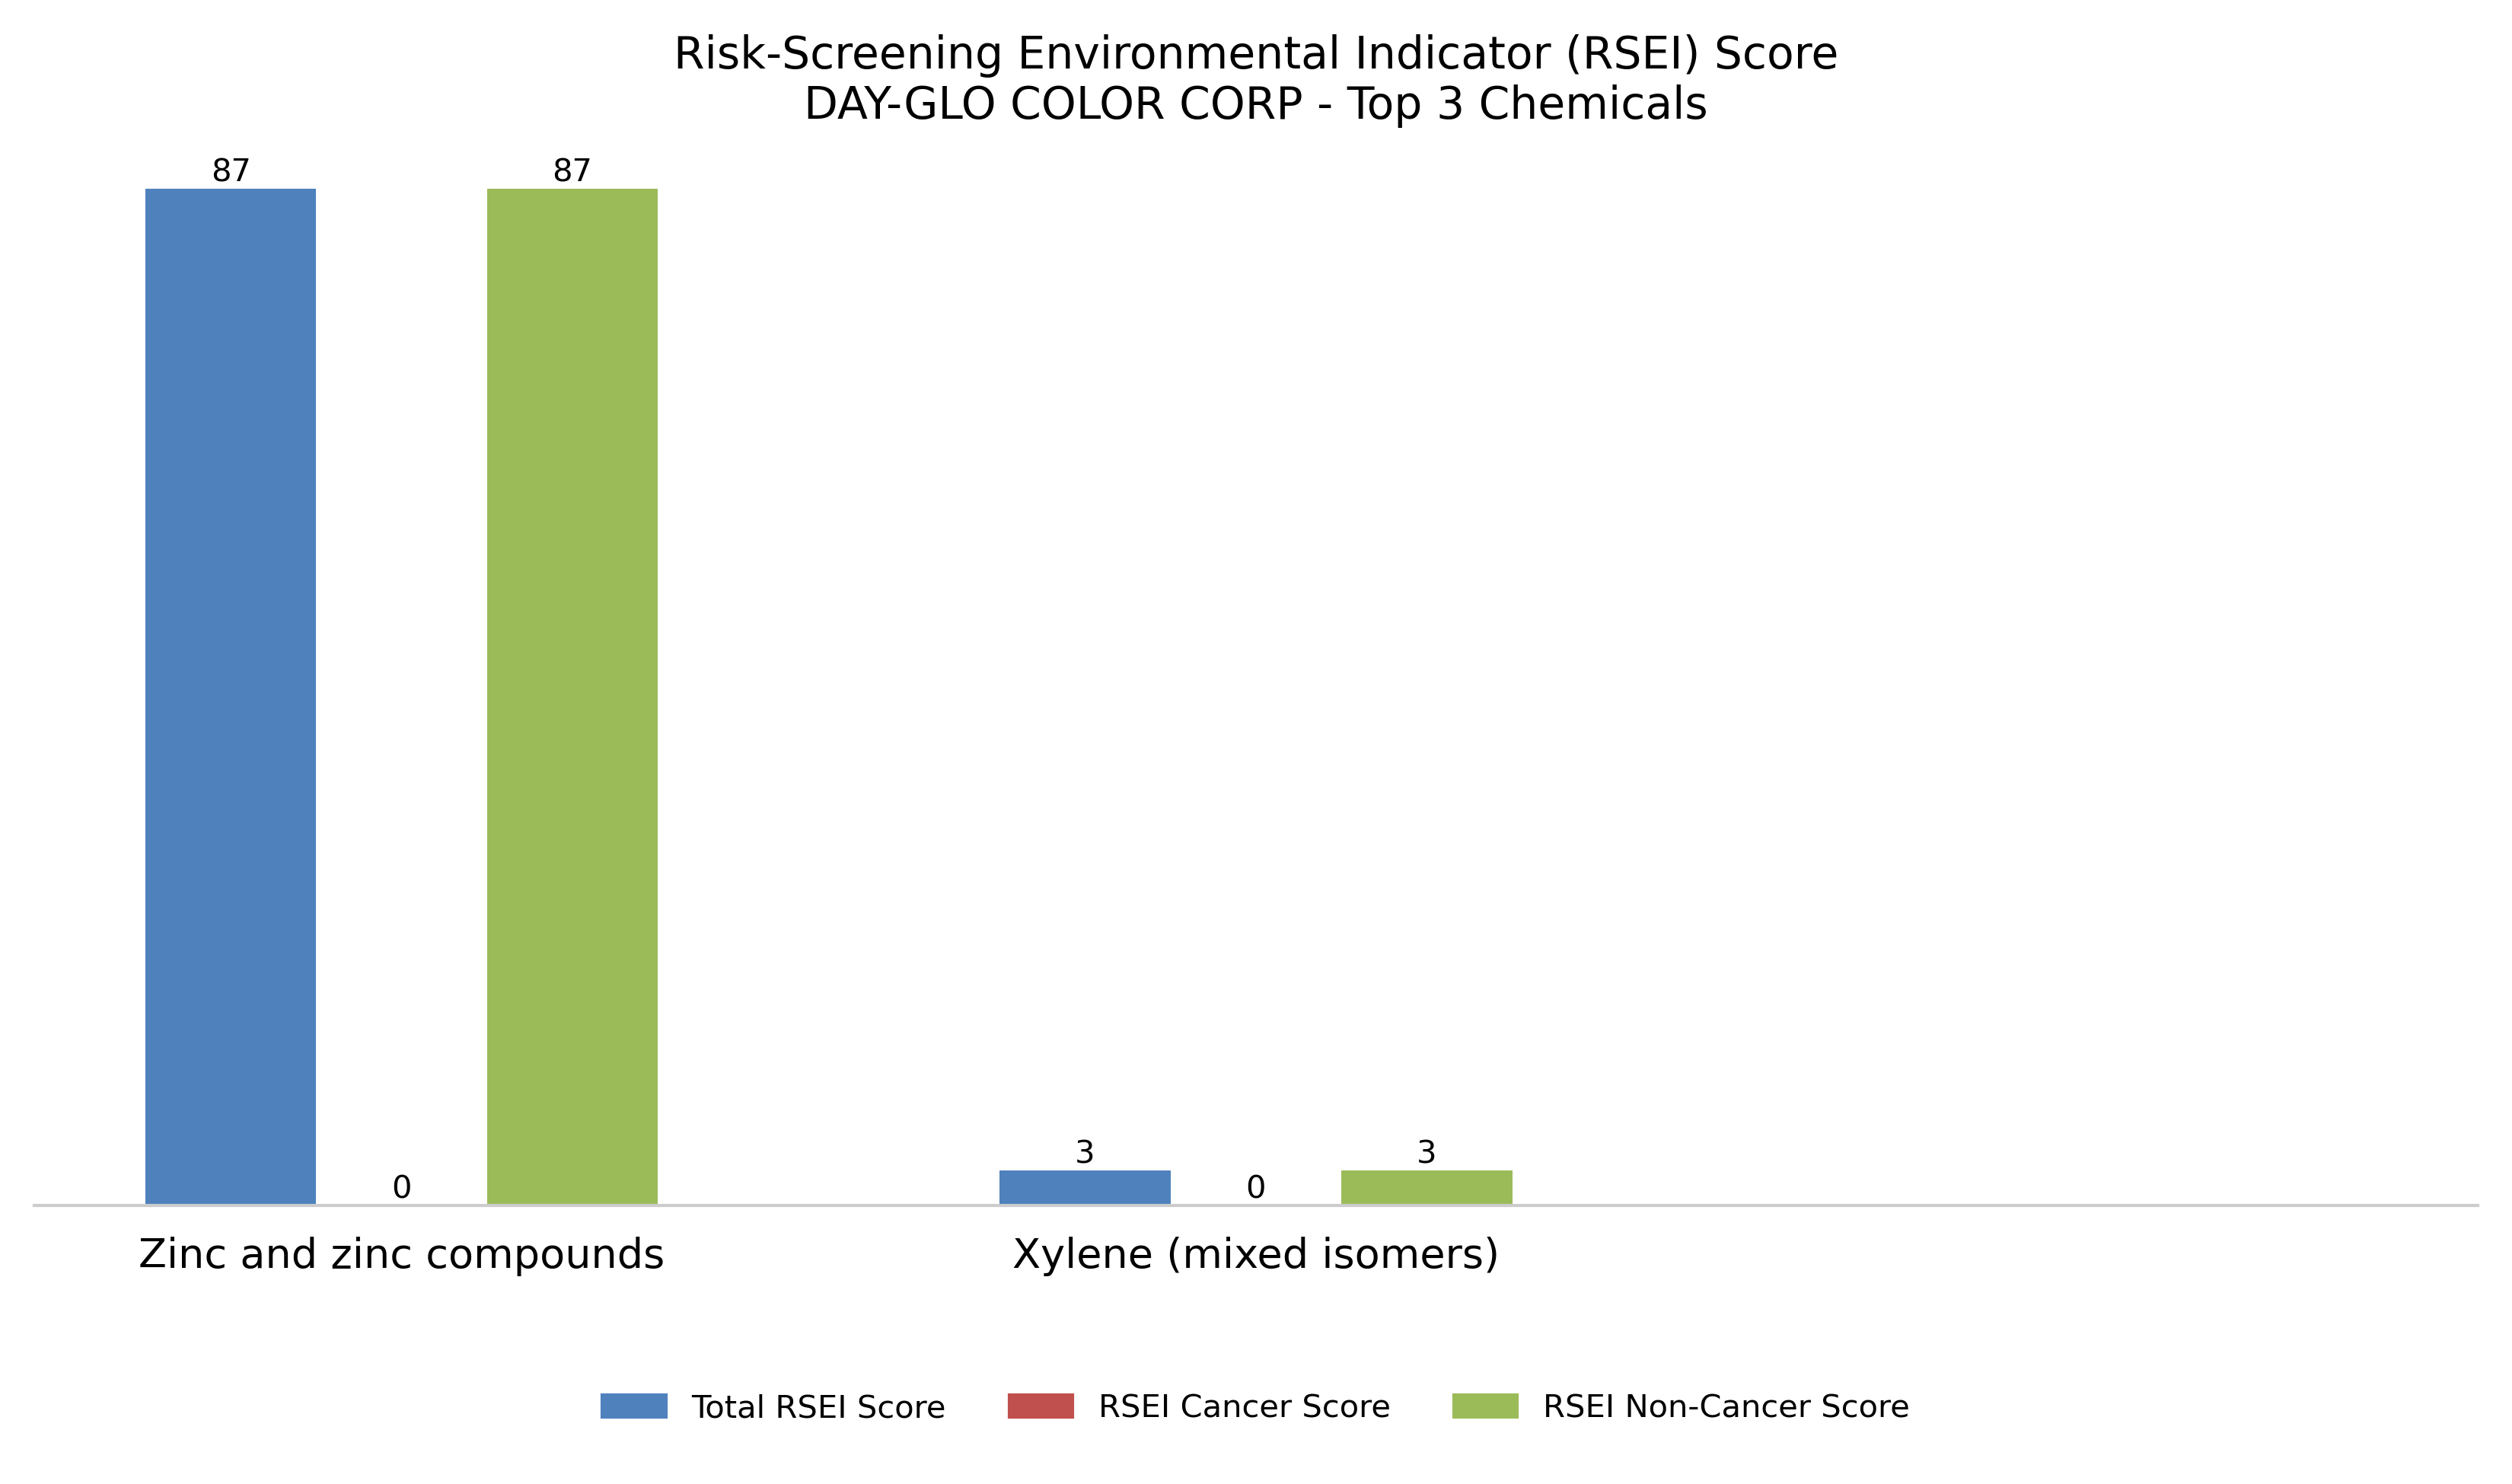 Risk-Screening Environmental Indicator (RSEI) Score
DAY-GLO COLOR CORP - Top 3 Chemicals
87
87
0
3
0
3
Zinc and zinc compounds
Xylene (mixed isomers)
Total RSEI Score
RSEI Cancer Score
RSEI Non-Cancer Score